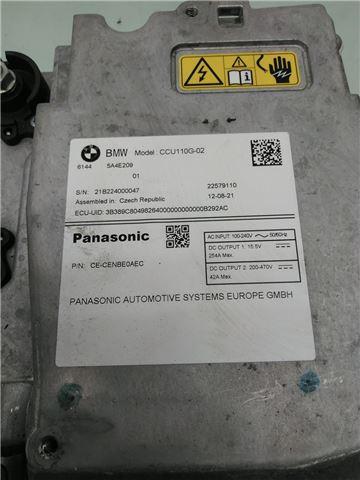 BMW Model: CCU110G-02
6144 5A4E209
01
S/N: 21B224000047 22579110
Assembled in: Czech Republic 12-08-21
ECU-UID: 3B389C8049826400000000000000B292AC
Panasonic
AC INPUT 100-240V 50/60Hz
DC OUTPUT 1: 15.5V
254A Max.
DC OUTPUT 2: 200-470V
42A Max.
P/N: CE-CENBE0AEC
PANASONIC AUTOMOTIVE SYSTEMS EUROPE GMBH